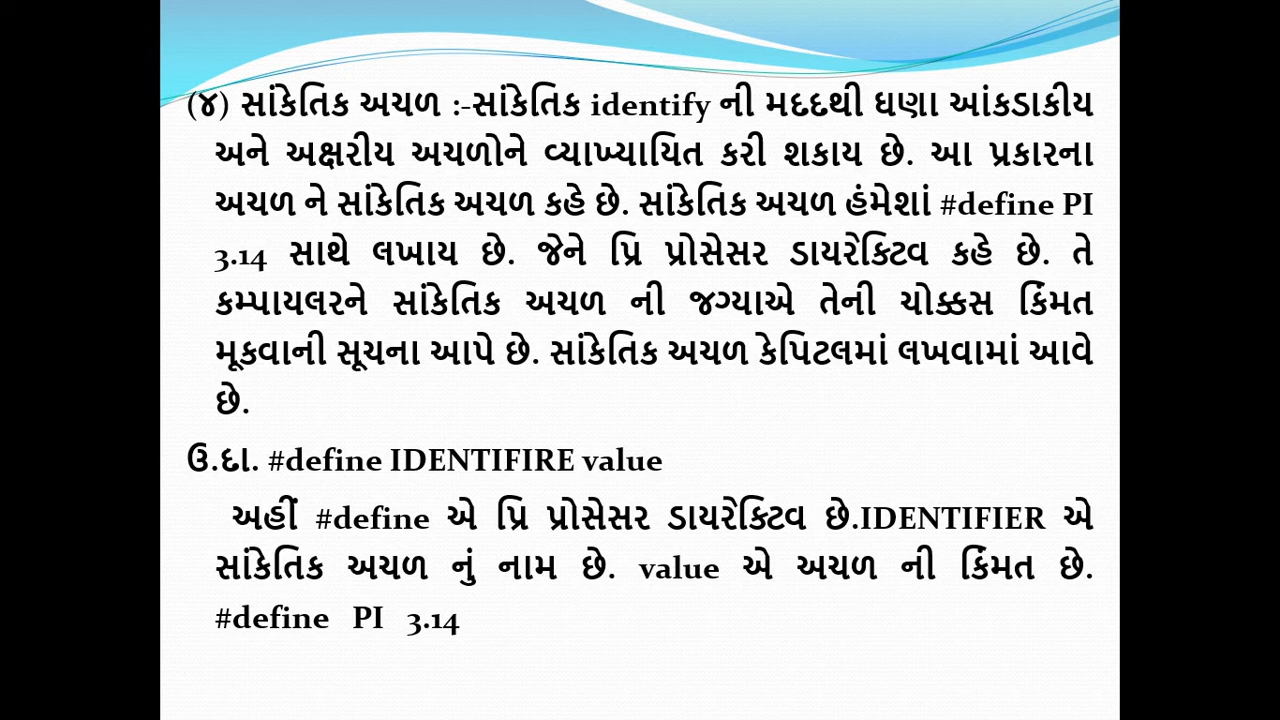 (૪) સાંકેતિક અચળ :-સાંકેતિક identify ની મદદથી ઘણા આંકડાકીય
અને અક્ષરીય અચળોને વ્યાખ્યાયિત કરી શકાય છે. આ પ્રકારના
અચળ ને સાંકેતિક અચળ કહે છે. સાંકેતિક અચળ હંમેશાં #define PI
3.14 સાથે લખાય છે. જેને પ્રિ પ્રોસેસર ડાયરેક્ટિવ કહે છે. તે
કમ્પાયલરને સાંકેતિક અચળ ની જગ્યાએ તેની ચોક્કસ કિંમત
મૂકવાની સૂચના આપે છે. સાંકેતિક અચળ કેપિટલમાં લખવામાં આવે
છે.
ઉ.દા. #define IDENTIFIRE value
અહીં #define એ પ્રિ પ્રોસેસર ડાયરેક્ટિવ છે.IDENTIFIER એ
સાંકેતિક અચળ નું નામ છે. value એ અચળ ની કિંમત છે.
#define PI 3.14